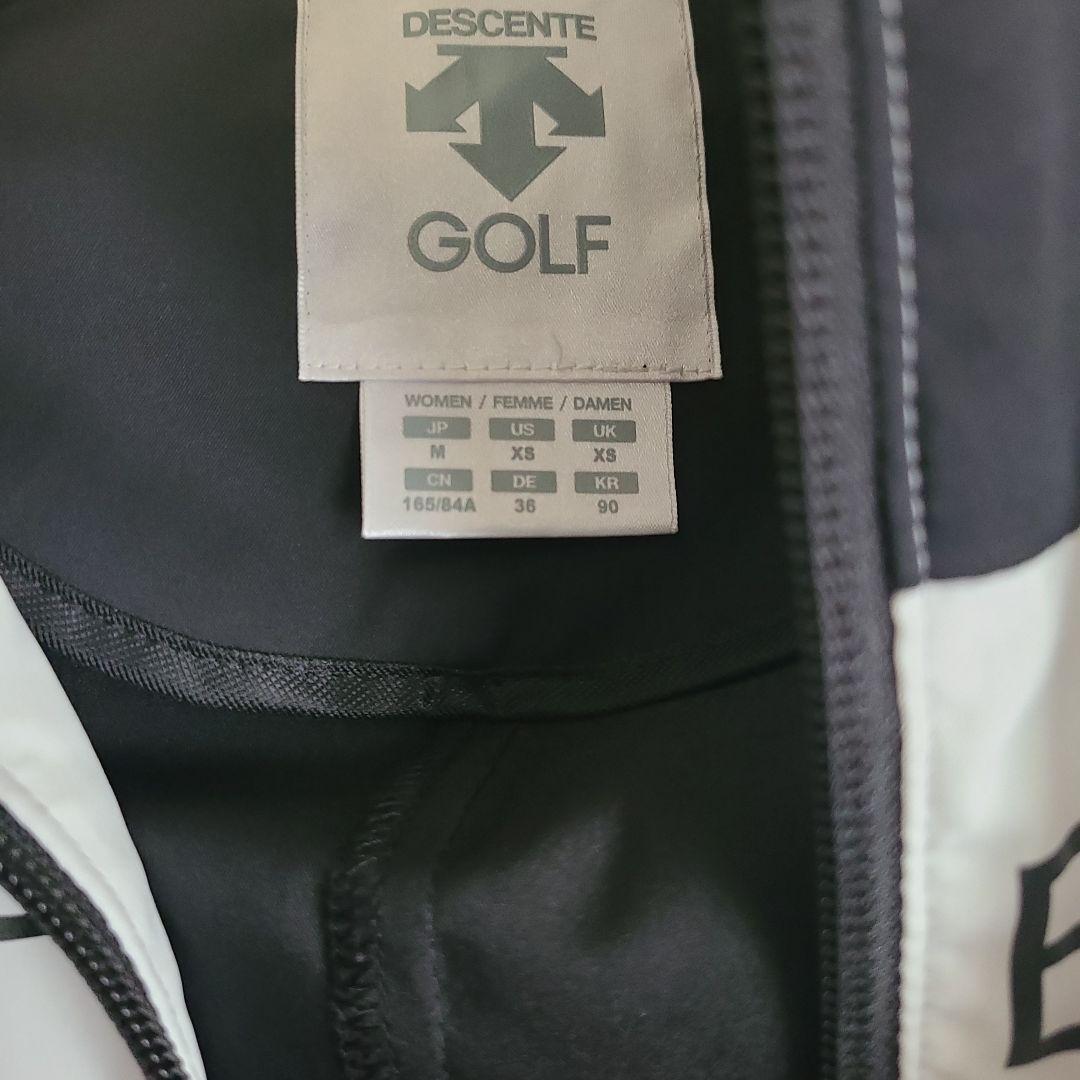 DESCENTE
GOLF
WOMEN / FEMME / DAMEN
JP US UK
M XS XS
CN DE KR
165/84A 36 90